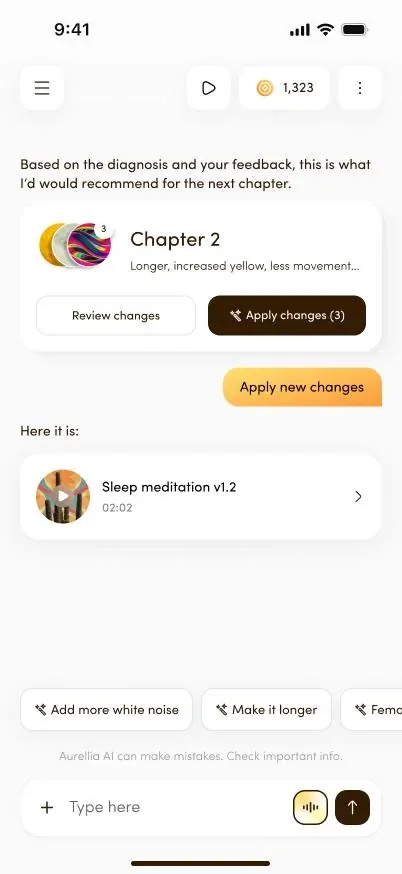 9:41
1,323
Based on the diagnosis and your feedback, this is what
I'd would recommend for the next chapter.
3
Chapter 2
Longer, increased yellow, less movement...
Review changes
Apply changes (3)
Apply new changes
Here it is:
Sleep meditation v1.2
02:02
Add more white noise
Make it longer
Aurellia AI can make mistakes. Check important info.
Type here